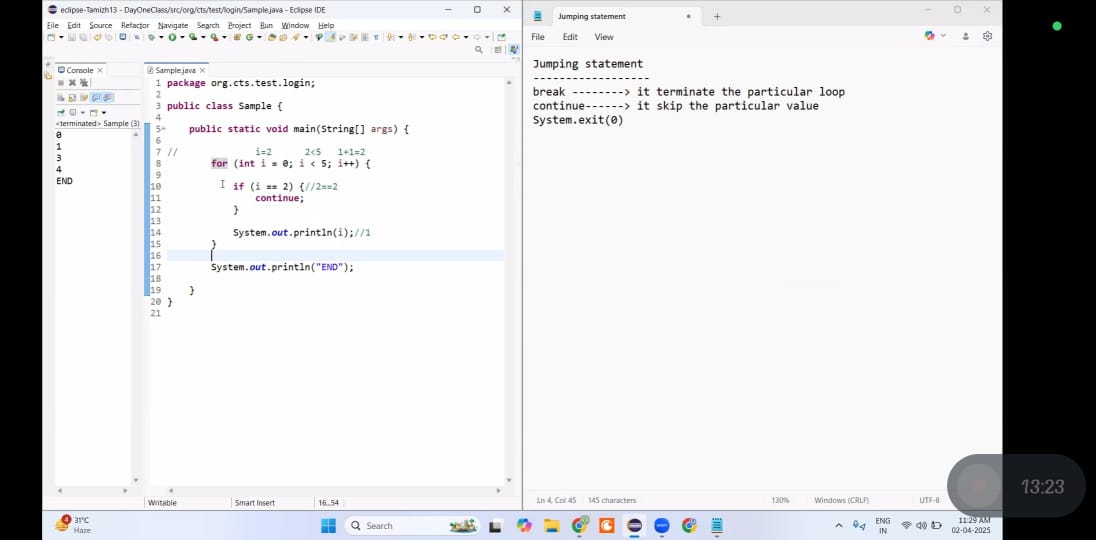 eclipse-Tamizh13 - DayOneClass/src/org/cts/test/login/Sample.java - Eclipse IDE
File Edit Source Refactor Navigate Search Project Run Window Help
Console
<terminated> Sample (3)
0
1
3
4
END
Sample.java
1 package org.cts.test.login;
2
3 public class Sample {
4
5 public static void main(String[] args) {
6
7 // i=2 2<5 1+1=2
8 for (int i = 0; i < 5; i++) {
9
10 if (i == 2) {//2==2
11 continue;
12 }
13
14 System.out.println(i);//1
15 }
16
17 System.out.println("END");
18
19 }
20 }
21
Writable Smart Insert 16..54
Jumping statement
File Edit View
Jumping statement
------------------
break --------> it terminate the particular loop
continue------> it skip the particular value
System.exit(0)
Ln 4, Col 45 145 characters 130% Windows (CRLF) UTF-8
13:23
4
31°C
Haze
Search
ENG
IN
11:29 AM
02-04-2025